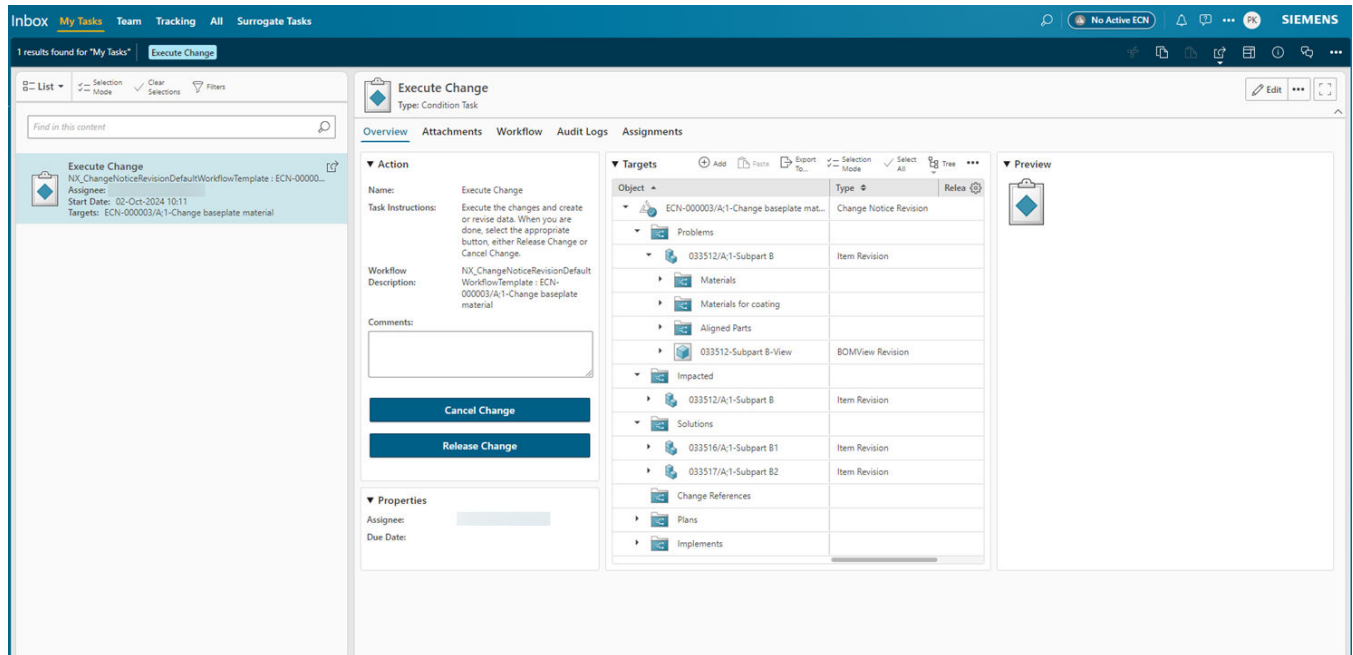 Inbox My Tasks Team Tracking All Surrogate Tasks No Active ECN PK SIEMENS
1 results found for "My Tasks" Execute Change
List Selection Mode Clear Selections Filters
Find in this content
Execute Change
NX_ChangeNoticeRevisionDefaultWorkflowTemplate : ECN-00000...
Assignee:
Start Date: 02-Oct-2024 10:11
Targets: ECN-000003/A;1-Change baseplate material
Execute Change
Type: Condition Task
Edit
Overview Attachments Workflow Audit Logs Assignments
Action
Name: Execute Change
Task Instructions: Execute the changes and create
or revise data. When you are
done, select the appropriate
button, either Release Change or
Cancel Change.
Workflow Description: NX_ChangeNoticeRevisionDefault
WorkflowTemplate : ECN-
000003/A;1-Change baseplate
material
Comments:
Cancel Change
Release Change
Properties
Assignee:
Due Date:
Targets Add Paste Export To... Selection Mode Select All Tree
Object Type Relea
ECN-000003/A;1-Change baseplate mat... Change Notice Revision
Problems
033512/A;1-Subpart B Item Revision
Materials
Materials for coating
Aligned Parts
033512-Subpart B-View BOMView Revision
Impacted
033512/A;1-Subpart B Item Revision
Solutions
033516/A;1-Subpart B1 Item Revision
033517/A;1-Subpart B2 Item Revision
Change References
Plans
Implements
Preview